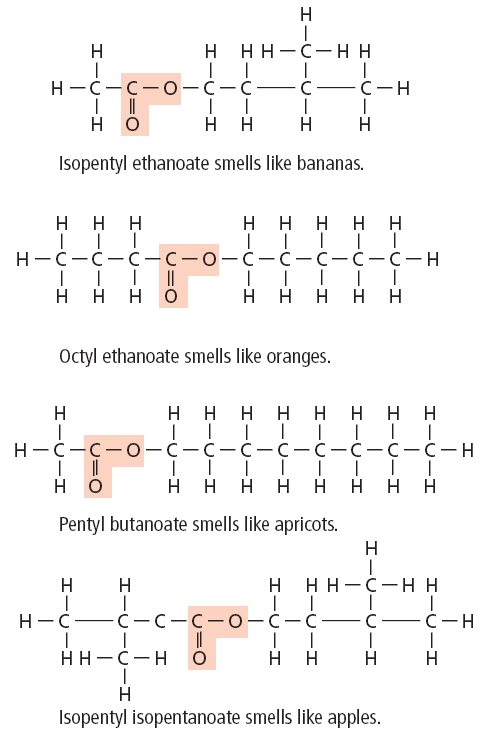 H
H H H H—C—H H
H—C—C—O—C—C—C—C—H
H O H H H H
Isopentyl ethanoate smells like bananas.
H H H H H H H H
H—C—C—C—C—O—C—C—C—C—C—H
H H H O H H H H H
Octyl ethanoate smells like oranges.
H H H H H H H H H
H—C—C—O—C—C—C—C—C—C—C—C—H
H O H H H H H H H H
Pentyl butanoate smells like apricots.
H
H H H H H—C—H H
H—C—C—C—C—O—C—C—C—C—H
H H—C—H O H H H H
H
Isopentyl isopentanoate smells like apples.